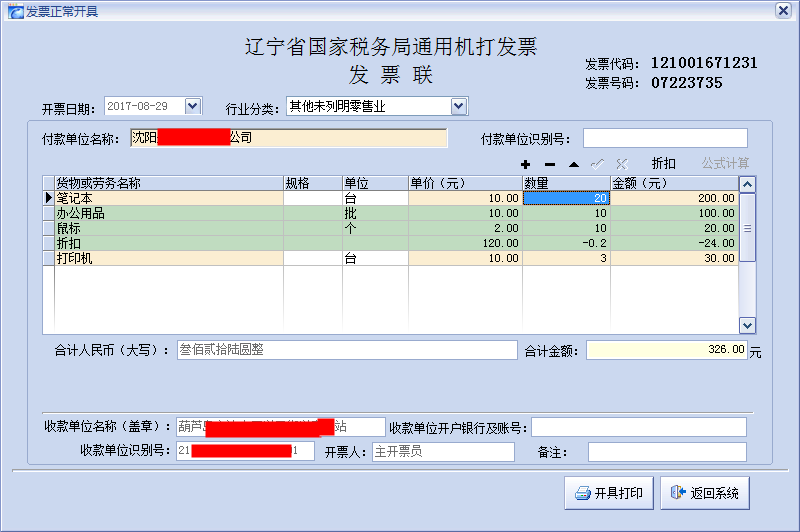 发票正常开具
辽宁省国家税务局通用机打发票
发 票 联
发票代码： 121001671231
发票号码： 07223735
开票日期： 2017-08-29 行业分类： 其他未列明零售业
付款单位名称： 沈阳 公司 付款单位识别号：
折扣 公式计算
货物或劳务名称 规格 单位 单价（元） 数量 金额（元）
笔记本 台 10.00 20 200.00
办公用品 批 10.00 10 100.00
鼠标 个 2.00 10 20.00
折扣 120.00 -0.2 -24.00
打印机 台 10.00 3 30.00
合计人民币（大写）： 叁佰贰拾陆圆整 合计金额： 326.00 元
收款单位名称（盖章）： 葫芦 站 收款单位开户银行及账号：
收款单位识别号： 21 1 开票人： 主开票员 备注：
开具打印 返回系统